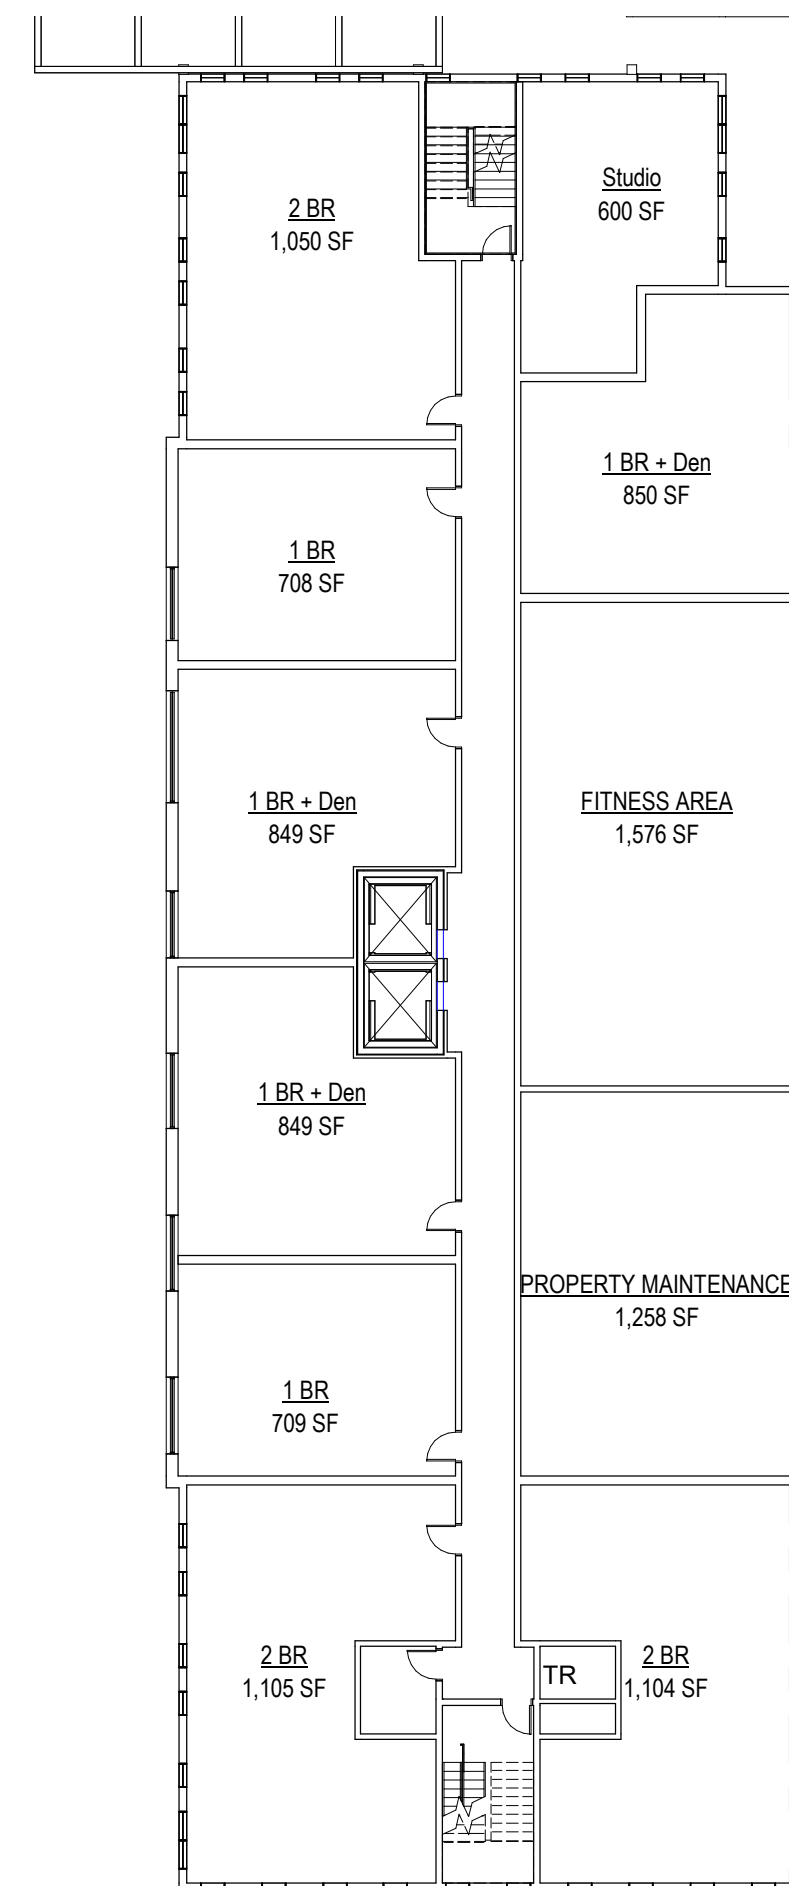 Studio
600 SF
2 BR
1,050 SF
1 BR + Den
850 SF
1 BR
708 SF
1 BR + Den
849 SF
FITNESS AREA
1,576 SF
1 BR + Den
849 SF
PROPERTY MAINTENANCE
1,258 SF
1 BR
709 SF
2 BR
1,105 SF
TR
2 BR
1,104 SF